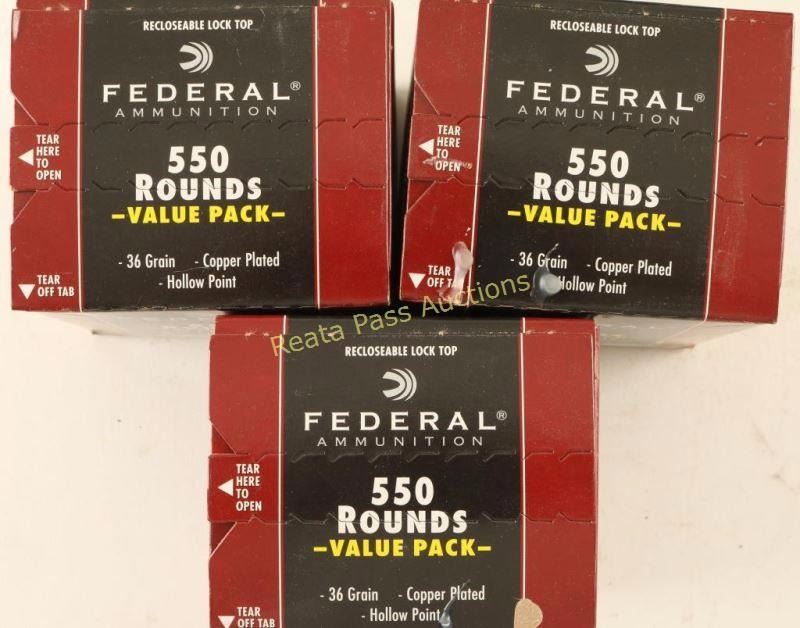 RECLOSEABLE LOCK TOP
FEDERAL®
AMMUNITION
TEAR
HERE
TO
OPEN
550
ROUNDS
–VALUE PACK–
- 36 Grain - Copper Plated
- Hollow Point
TEAR
OFF TAB
RECLOSEABLE LOCK TOP
FEDERAL®
AMMUNITION
TEAR
HERE
TO
OPEN
550
ROUNDS
–VALUE PACK–
- 36 Grain - Copper Plated
Hollow Point
TEAR
OFF TAB
Reata Pass Auctions
RECLOSEABLE LOCK TOP
FEDERAL®
AMMUNITION
TEAR
HERE
TO
OPEN
550
ROUNDS
–VALUE PACK–
- 36 Grain - Copper Plated
- Hollow Point
TEAR
OFF TAB